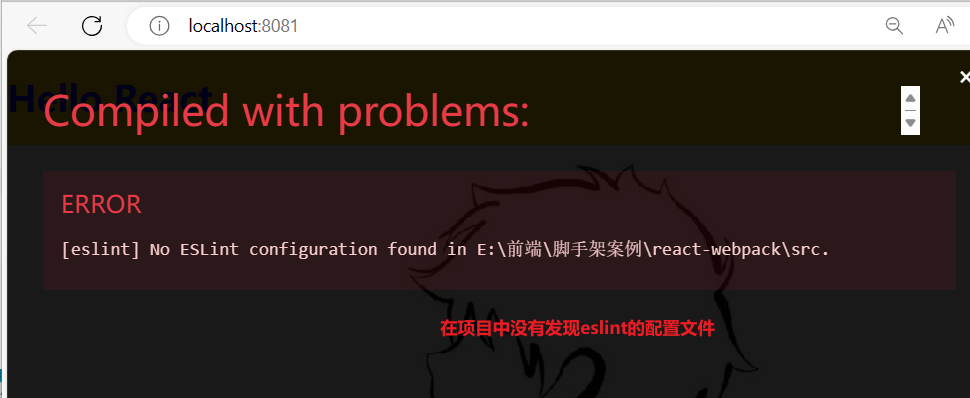 localhost:8081
Hello React
Compiled with problems:
ERROR
[eslint] No ESLint configuration found in E:\前端\脚手架案例\react-webpack\src.
在项目中没有发现eslint的配置文件